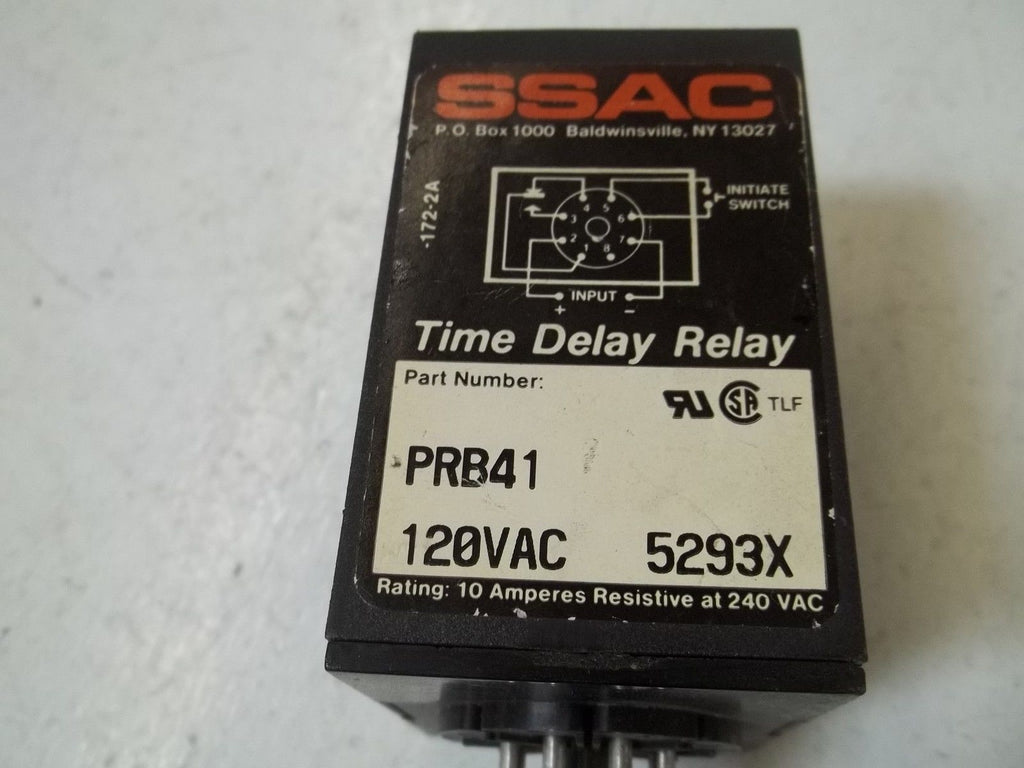 SSAC
P.O. Box 1000 Baldwinsville, NY 13027
-172-2A
INITIATE
SWITCH
4 5
3 6
2 7
1 8
INPUT
+ −
Time Delay Relay
Part Number:
TLF
PRB41
120VAC 5293X
Rating: 10 Amperes Resistive at 240 VAC